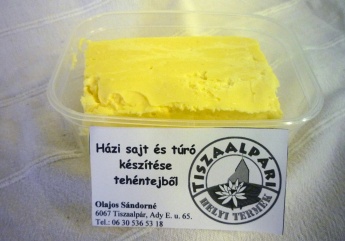 Házi sajt és túró
készítése
tehéntejből
Olajos Sándorné
6067 Tiszaalpár, Ady E. u. 65.
Tel.: 06 30 536 53 18
TISZAALPÁRI
HELYI TERMÉK